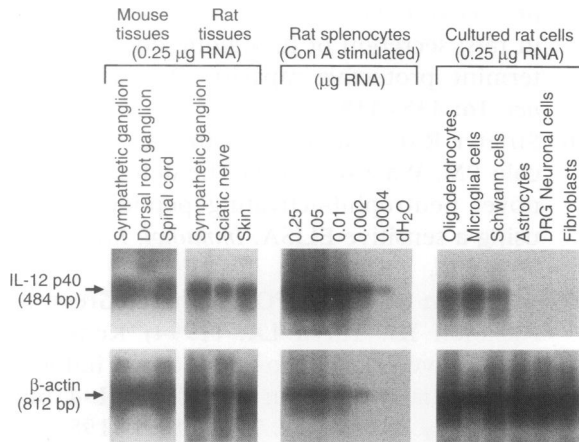 Mouse tissues
Rat tissues
(0.25 µg RNA)
Rat splenocytes
(Con A stimulated)
(µg RNA)
Cultured rat cells
(0.25 µg RNA)
Sympathetic ganglion
Dorsal root ganglion
Spinal cord
Sympathetic ganglion
Sciatic nerve
Skin
0.25
0.05
0.01
0.002
0.0004
dH₂O
Oligodendrocytes
Microglial cells
Schwann cells
Astrocytes
DRG Neuronal cells
Fibroblasts
IL-12 p40
(484 bp)
β-actin
(812 bp)